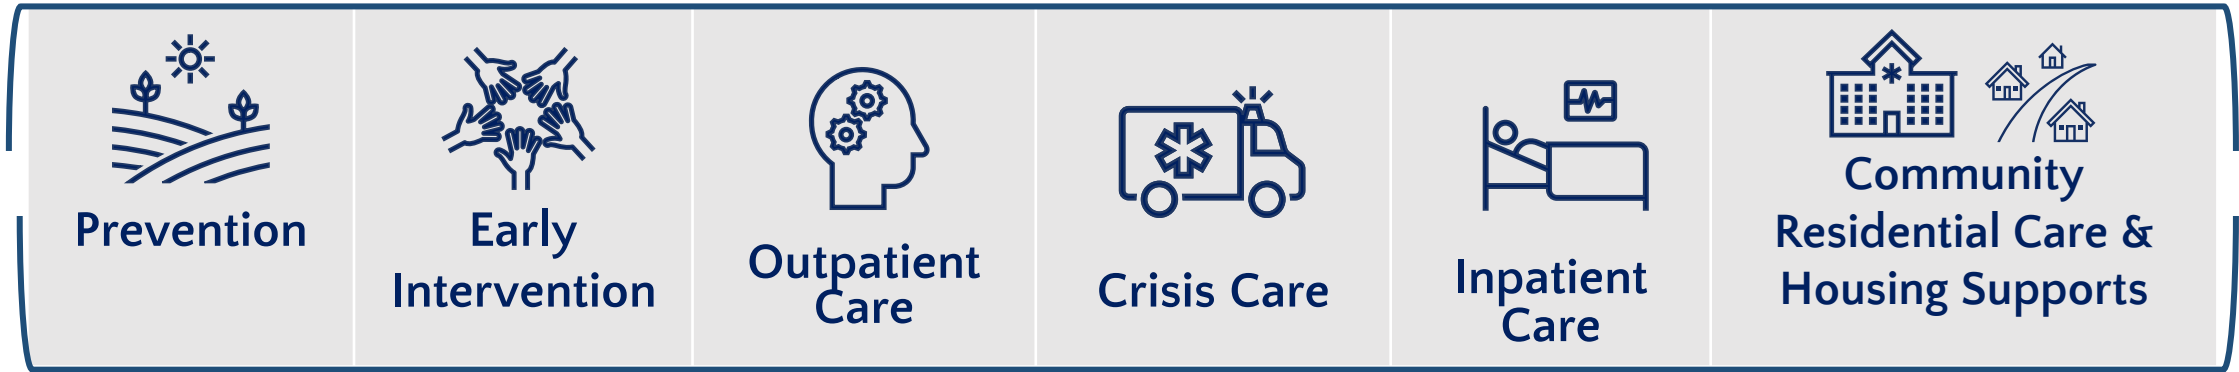 Prevention
Early
Intervention
Outpatient
Care
Crisis Care
Inpatient
Care
Community
Residential Care &
Housing Supports